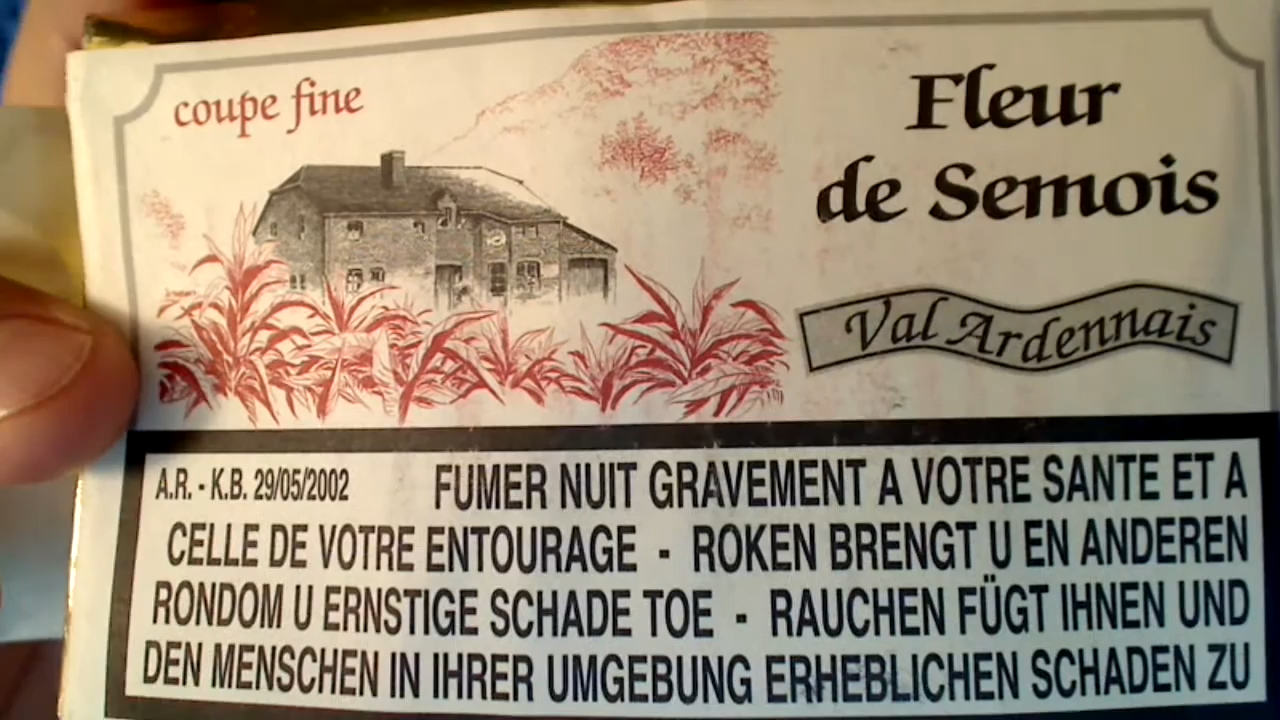 coupe fine
Fleur
de Semois
Val Ardennais
A.R. - K.B. 29/05/2002 FUMER NUIT GRAVEMENT A VOTRE SANTE ET A
CELLE DE VOTRE ENTOURAGE - ROKEN BRENGT U EN ANDEREN
RONDOM U ERNSTIGE SCHADE TOE - RAUCHEN FÜGT IHNEN UND
DEN MENSCHEN IN IHRER UMGEBUNG ERHEBLICHEN SCHADEN ZU